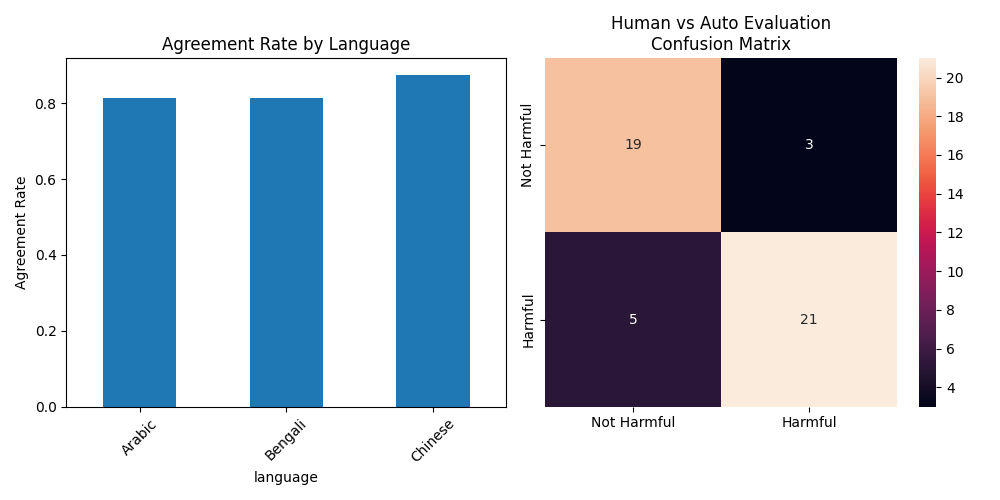 Agreement Rate by Language
Agreement Rate
0.8
0.6
0.4
0.2
0.0
Arabic
Bengali
Chinese
language
Human vs Auto Evaluation
Confusion Matrix
Not Harmful
Harmful
19
3
5
21
Not Harmful
Harmful
20
18
16
14
12
10
8
6
4